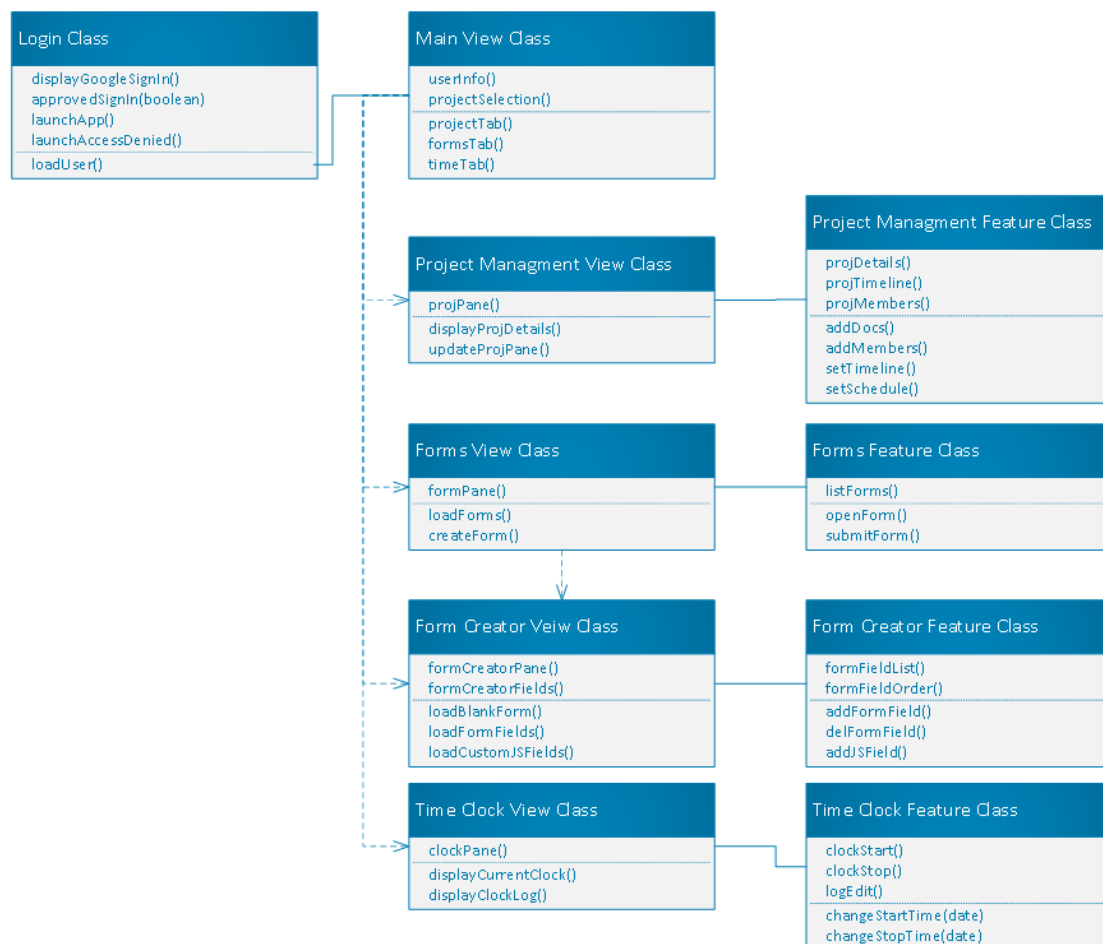 Login Class
displayGoogleSignIn()
approvedSignIn(boolean)
launchApp()
launchAccessDenied()
loadUser()
Main View Class
userInfo()
projectSelection()
projectTab()
formsTab()
timeTab()
Project Managment View Class
projPane()
displayProjDetails()
updateProjPane()
Project Managment Feature Class
projDetails()
projTimeline()
projMembers()
addDocs()
addMembers()
setTimeline()
setSchedule()
Forms View Class
formPane()
loadForms()
createForm()
Forms Feature Class
listForms()
openForm()
submitForm()
Form Creator Veiw Class
formCreatorPane()
formCreatorFields()
loadBlankForm()
loadFormFields()
loadCustomJSFields()
Form Creator Feature Class
formFieldList()
formFieldOrder()
addFormField()
delFormField()
addJSField()
Time Clock View Class
clockPane()
displayCurrentClock()
displayClockLog()
Time Clock Feature Class
clockStart()
clockStop()
logEdit()
changeStartTime(date)
changeStopTime(date)